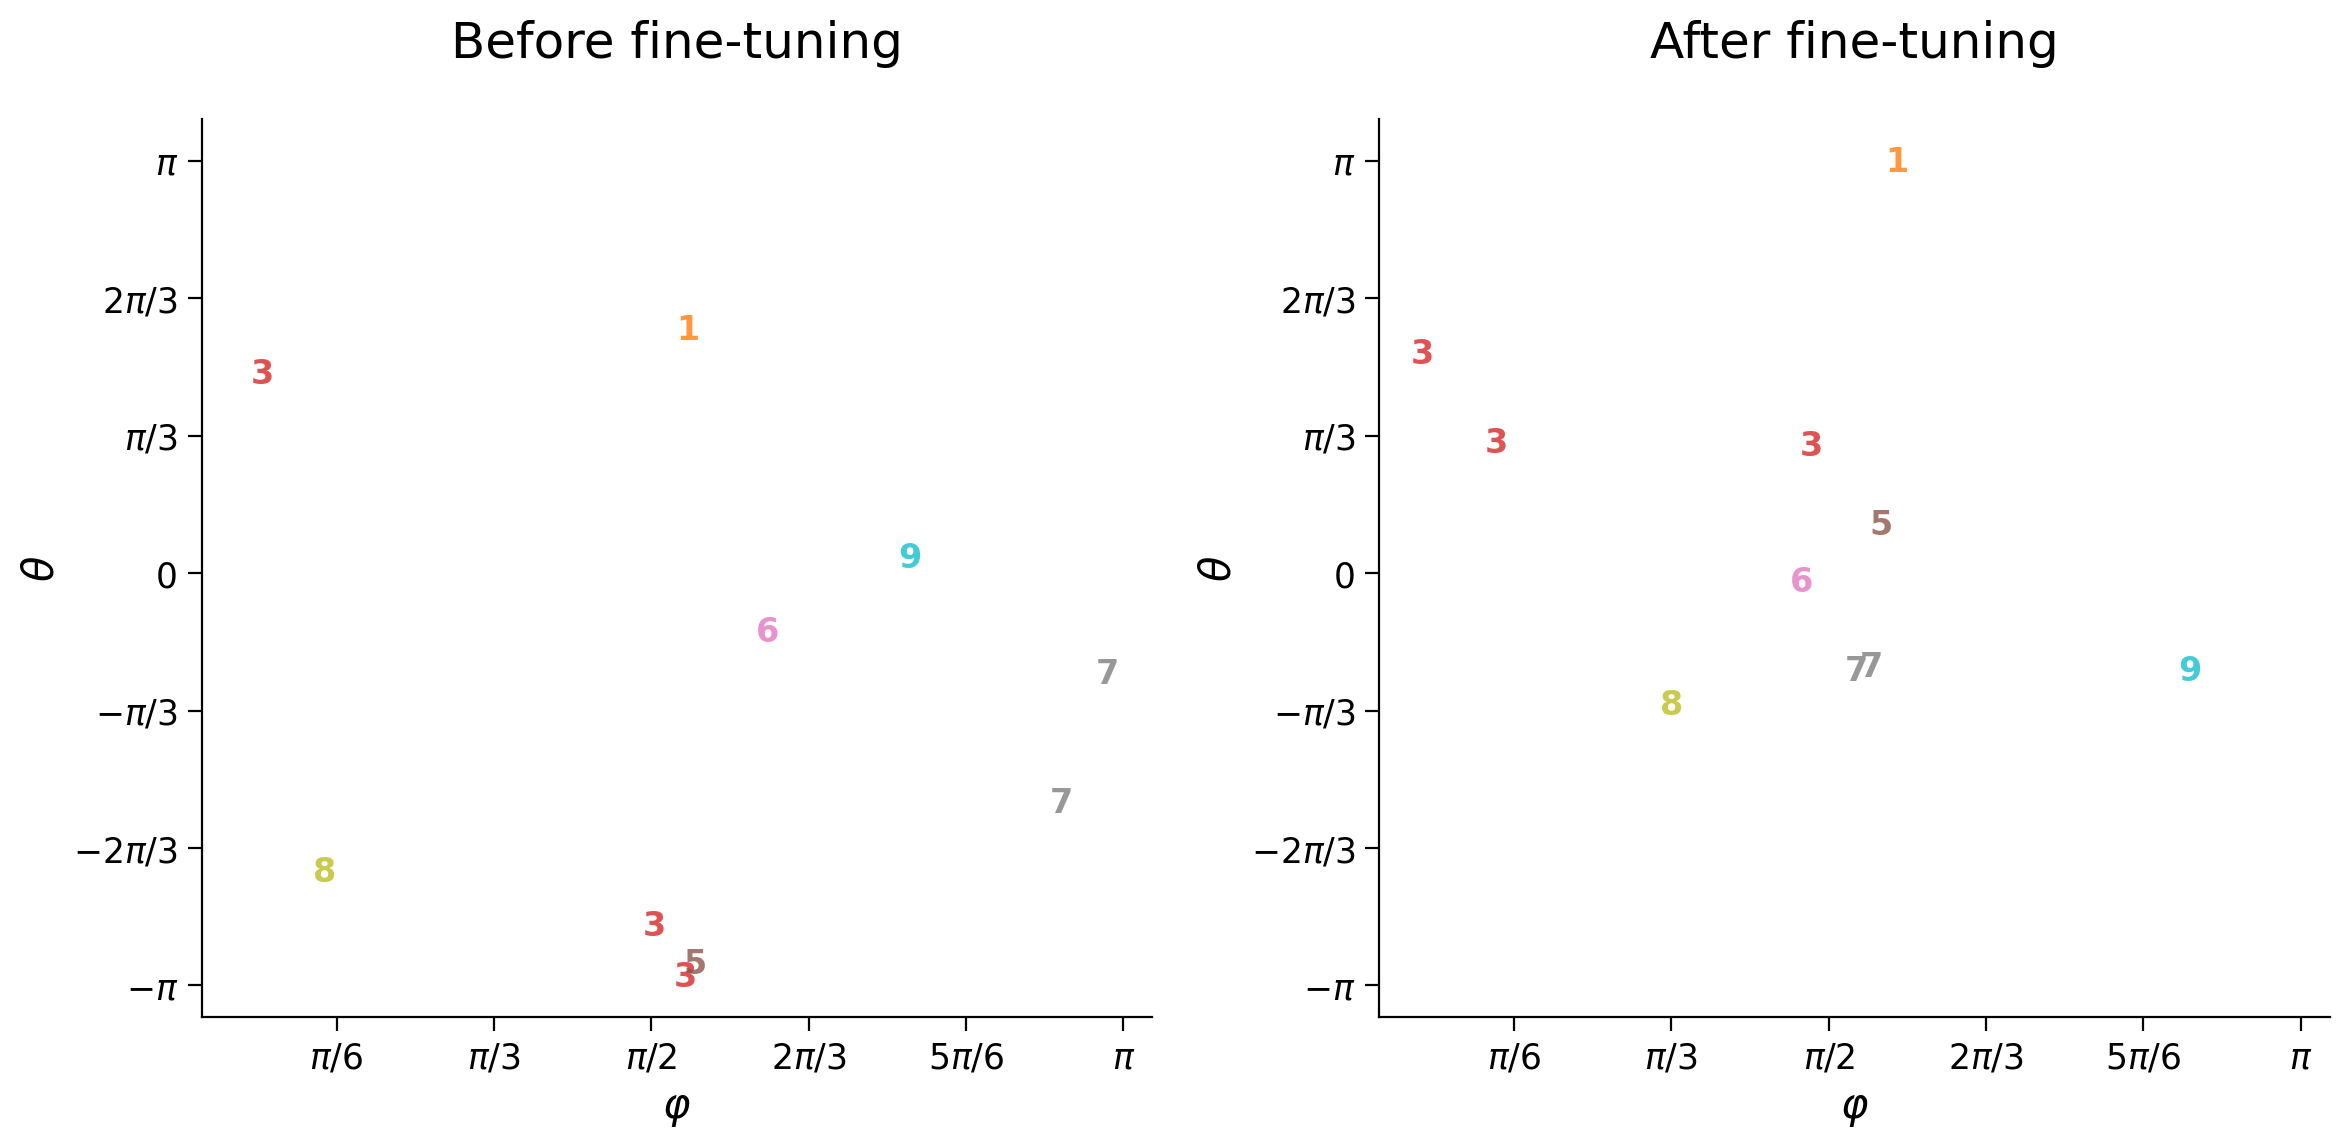 Before fine-tuning
π
2π/3
π/3
0
−π/3
−2π/3
−π
θ
1
3
9
6
7
7
8
3
5
3
π/6 π/3 π/2 2π/3 5π/6 π
φ
After fine-tuning
π
2π/3
π/3
0
−π/3
−2π/3
−π
θ
1
3
3 3
5
6
7 7 9
8
π/6 π/3 π/2 2π/3 5π/6 π
φ